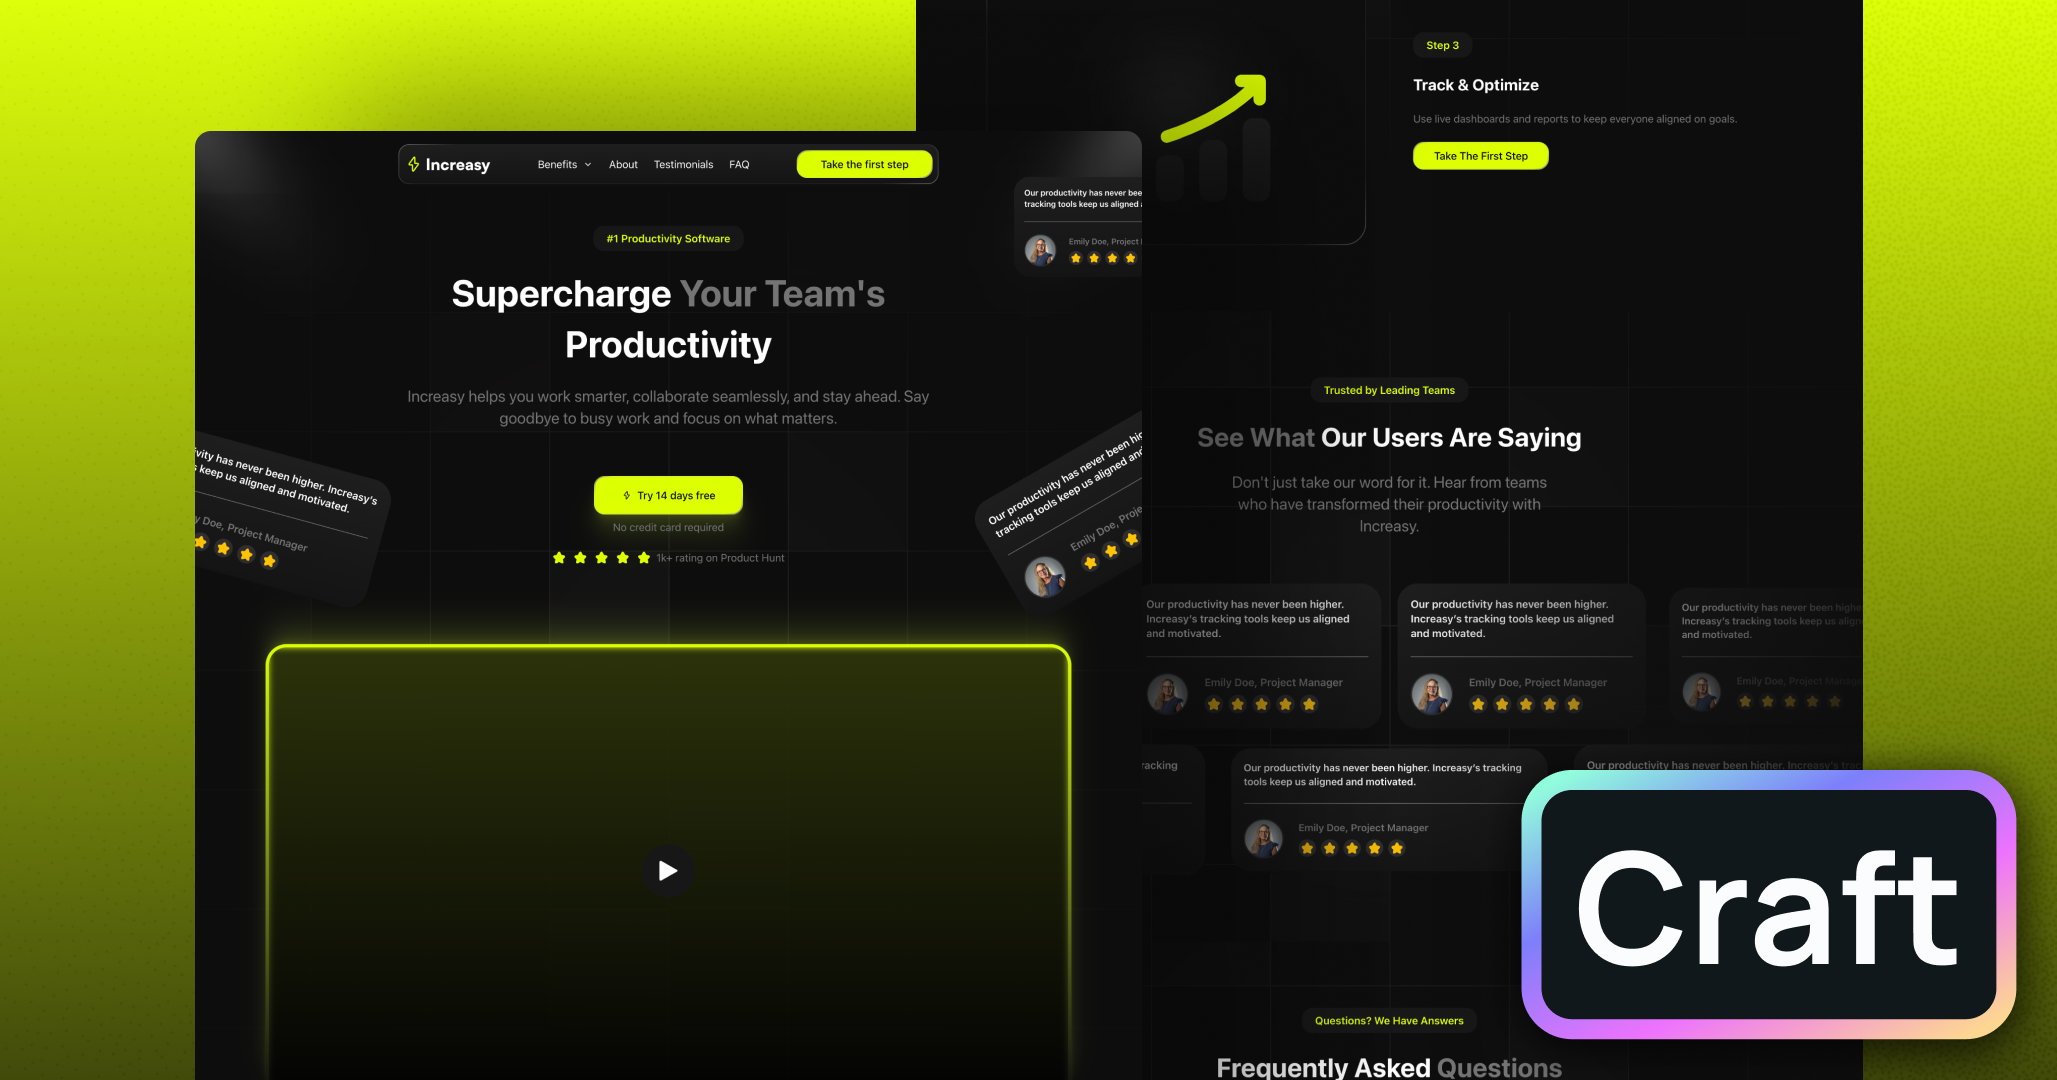 Increasy
Benefits
About
Testimonials
FAQ
Take the first step
#1 Productivity Software
Supercharge Your Team's
Productivity
Increasy helps you work smarter, collaborate seamlessly, and stay ahead. Say
goodbye to busy work and focus on what matters.
Try 14 days free
No credit card required
1k+ rating on Product Hunt
Our productivity has never
tracking tools keep us aligned
Emily Doe, Project
has never been higher. Increasy's
keep us aligned and motivated.
Doe, Project Manager
Our productivity has never been
tracking tools keep us aligned and
Emily Doe,
Step 3
Track & Optimize
Use live dashboards and reports to keep everyone aligned on goals.
Take The First Step
Trusted by Leading Teams
See What Our Users Are Saying
Don't just take our word for it. Hear from teams
who have transformed their productivity with
Increasy.
Our productivity has never been higher.
Increasy's tracking tools keep us aligned
and motivated.
Emily Doe, Project Manager
Our productivity has never been higher.
Increasy's tracking tools keep us aligned
and motivated.
Emily Doe, Project Manager
Our productivity has never been higher.
Increasy's tracking tools keep us aligned
and motivated.
Emily Doe, Project Manager
Our productivity has never been higher. Increasy's tracking
tools keep us aligned and motivated.
Emily Doe, Project Manager
Our productivity has never been higher. Increasy's
Questions? We Have Answers
Frequently Asked Questions
Craft